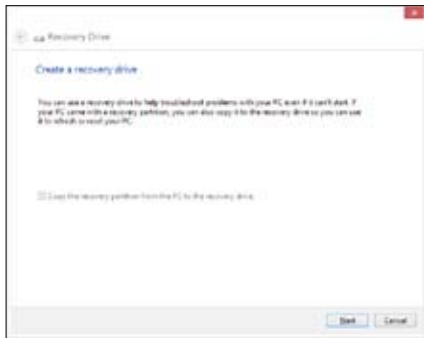 Recovery Drive
Create a recovery drive
You can use a recovery drive to help troubleshoot problems with your PC even if it can't start. If
your PC came with a recovery partition, you can also copy it to the recovery drive so you can use
it to refresh or reset your PC.
Copy the recovery partition from the PC to the recovery drive.
Next Cancel